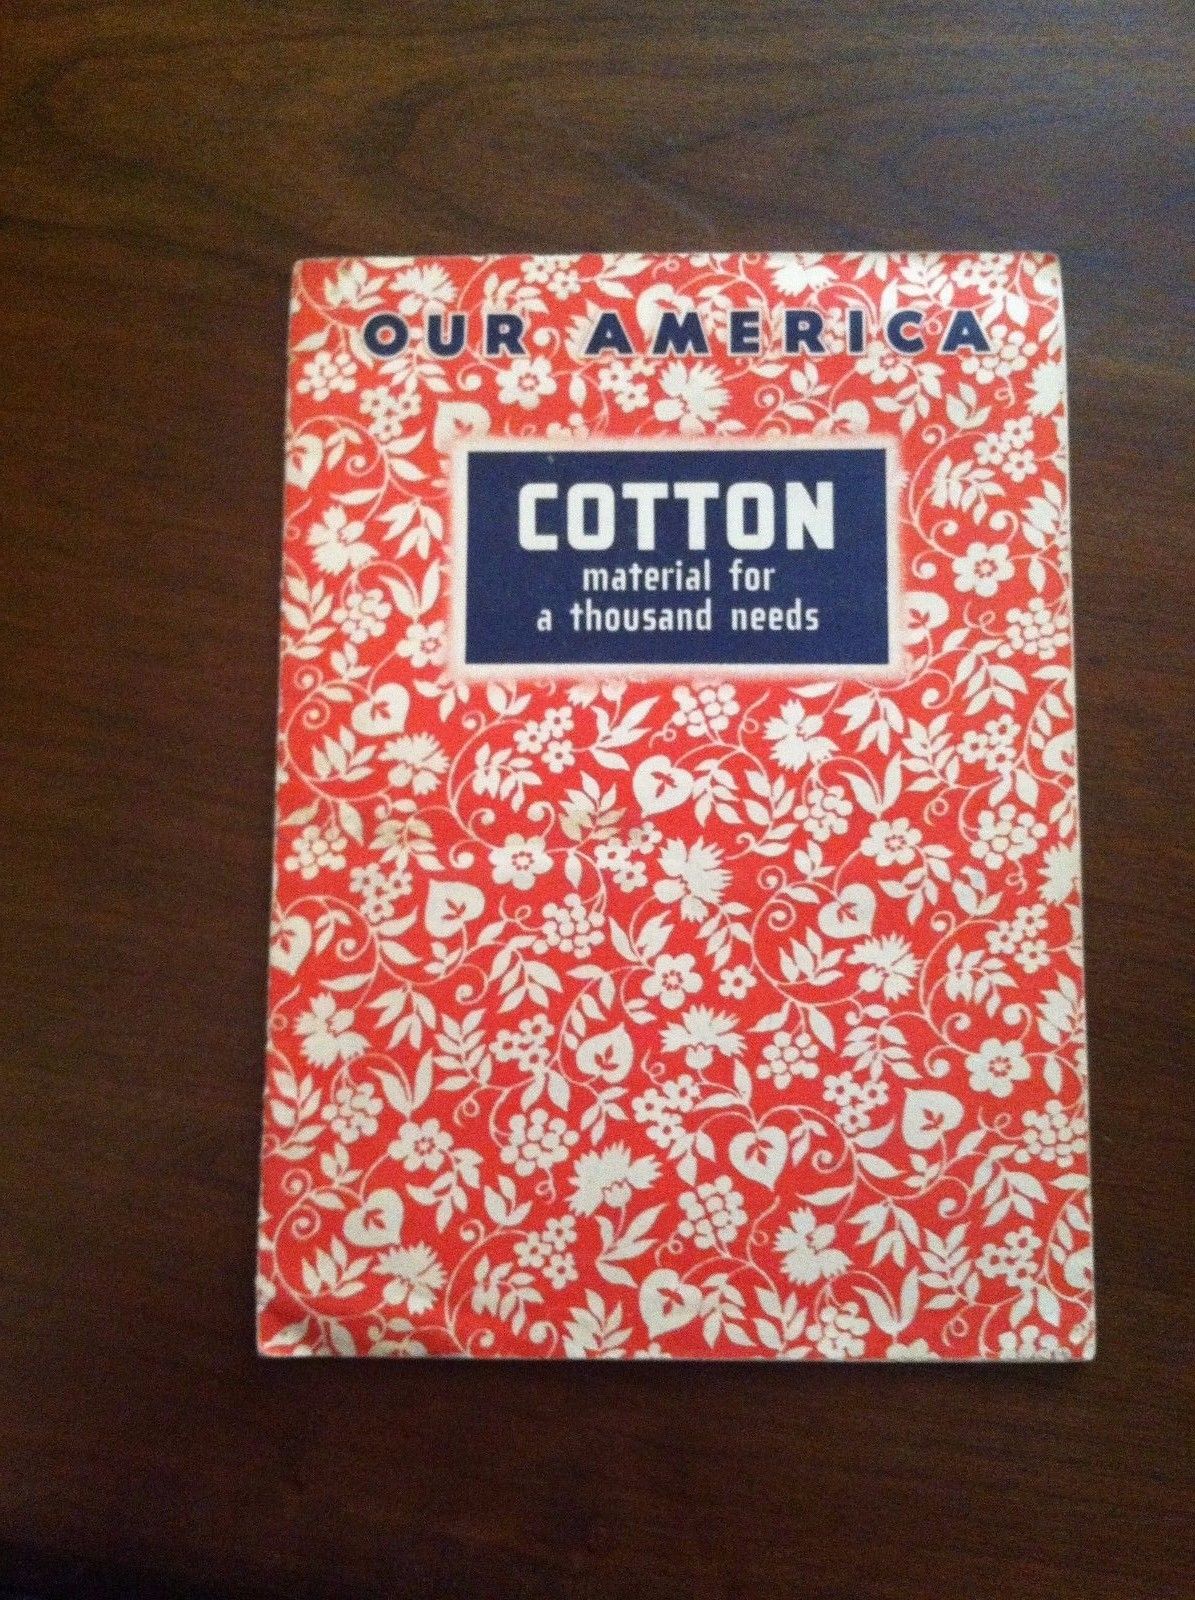 OUR AMERICA
COTTON
material for
a thousand needs